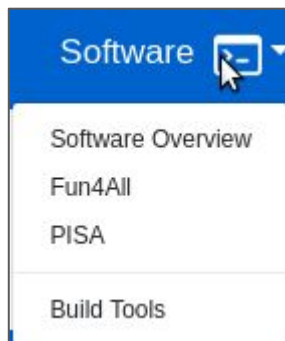 Software
Software Overview
Fun4All
PISA
Build Tools